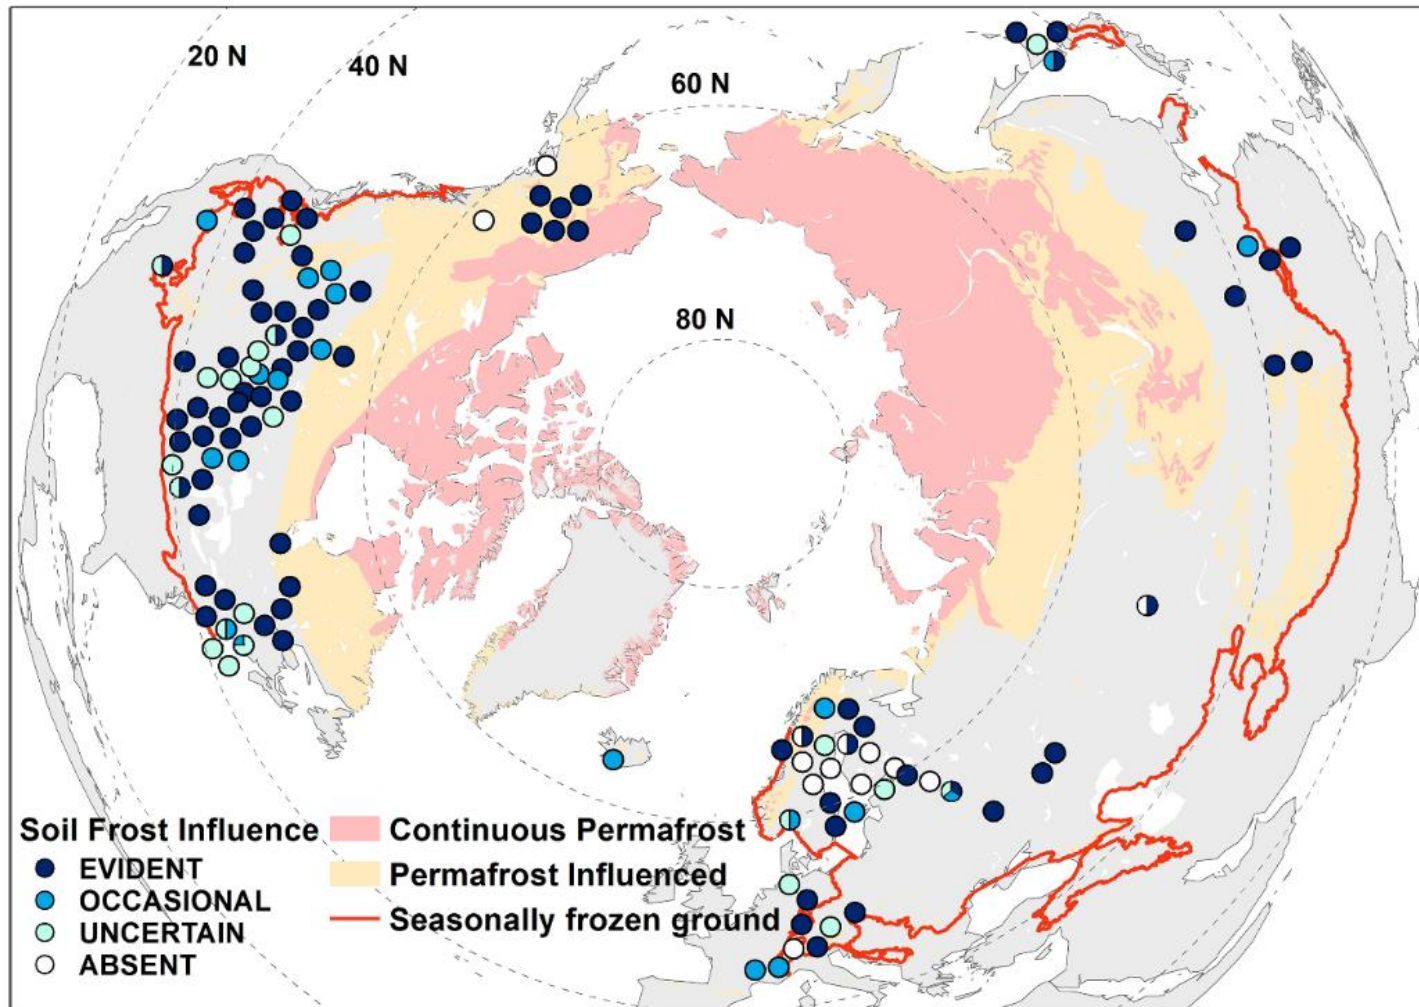 20 N
40 N
60 N
80 N
Soil Frost Influence
EVIDENT
OCCASIONAL
UNCERTAIN
ABSENT
Continuous Permafrost
Permafrost Influenced
Seasonally frozen ground